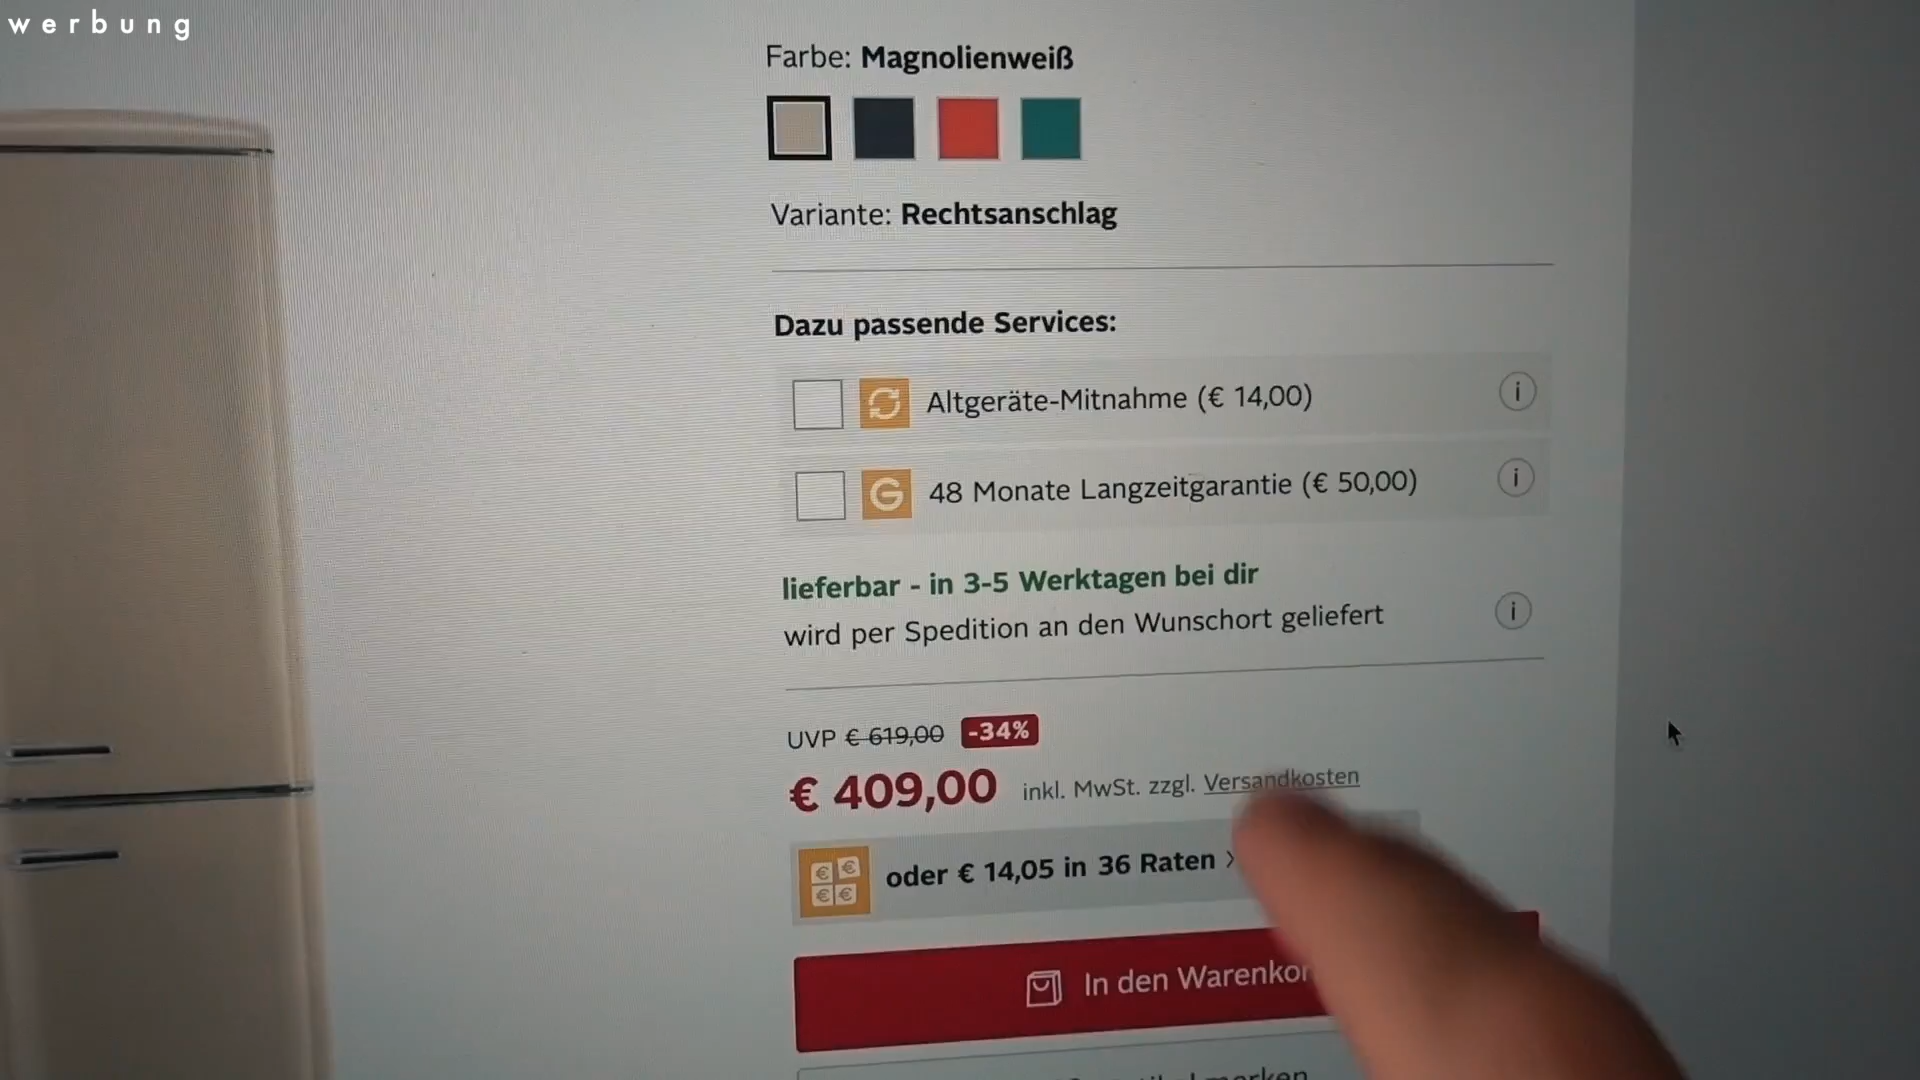 werbung
Farbe: Magnolienweiß
Variante: Rechtsanschlag
Dazu passende Services:
Altgeräte-Mitnahme (€ 14,00)
48 Monate Langzeitgarantie (€ 50,00)
lieferbar - in 3-5 Werktagen bei dir
wird per Spedition an den Wunschort geliefert
UVP € 619,00 -34%
€ 409,00 inkl. MwSt. zzgl. Versandkosten
oder € 14,05 in 36 Raten
In den Warenkor
merken